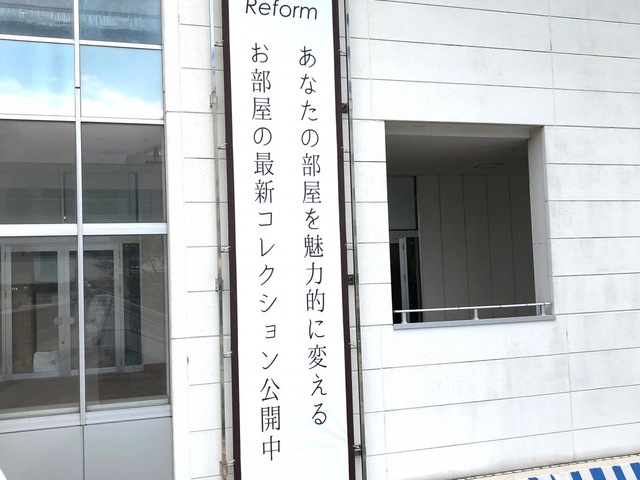 Reform
あなたの部屋を魅力的に変える
お部屋の最新コレクション公開中